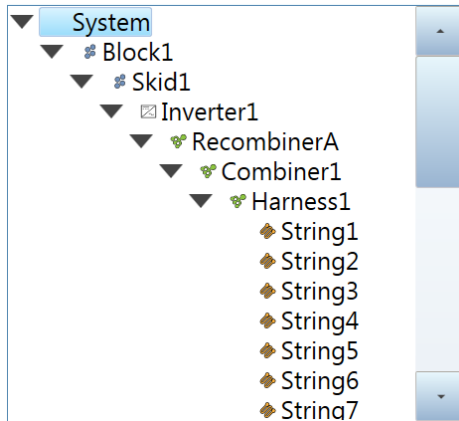 System
Block1
Skid1
Inverter1
RecombinerA
Combiner1
Harness1
String1
String2
String3
String4
String5
String6
String7